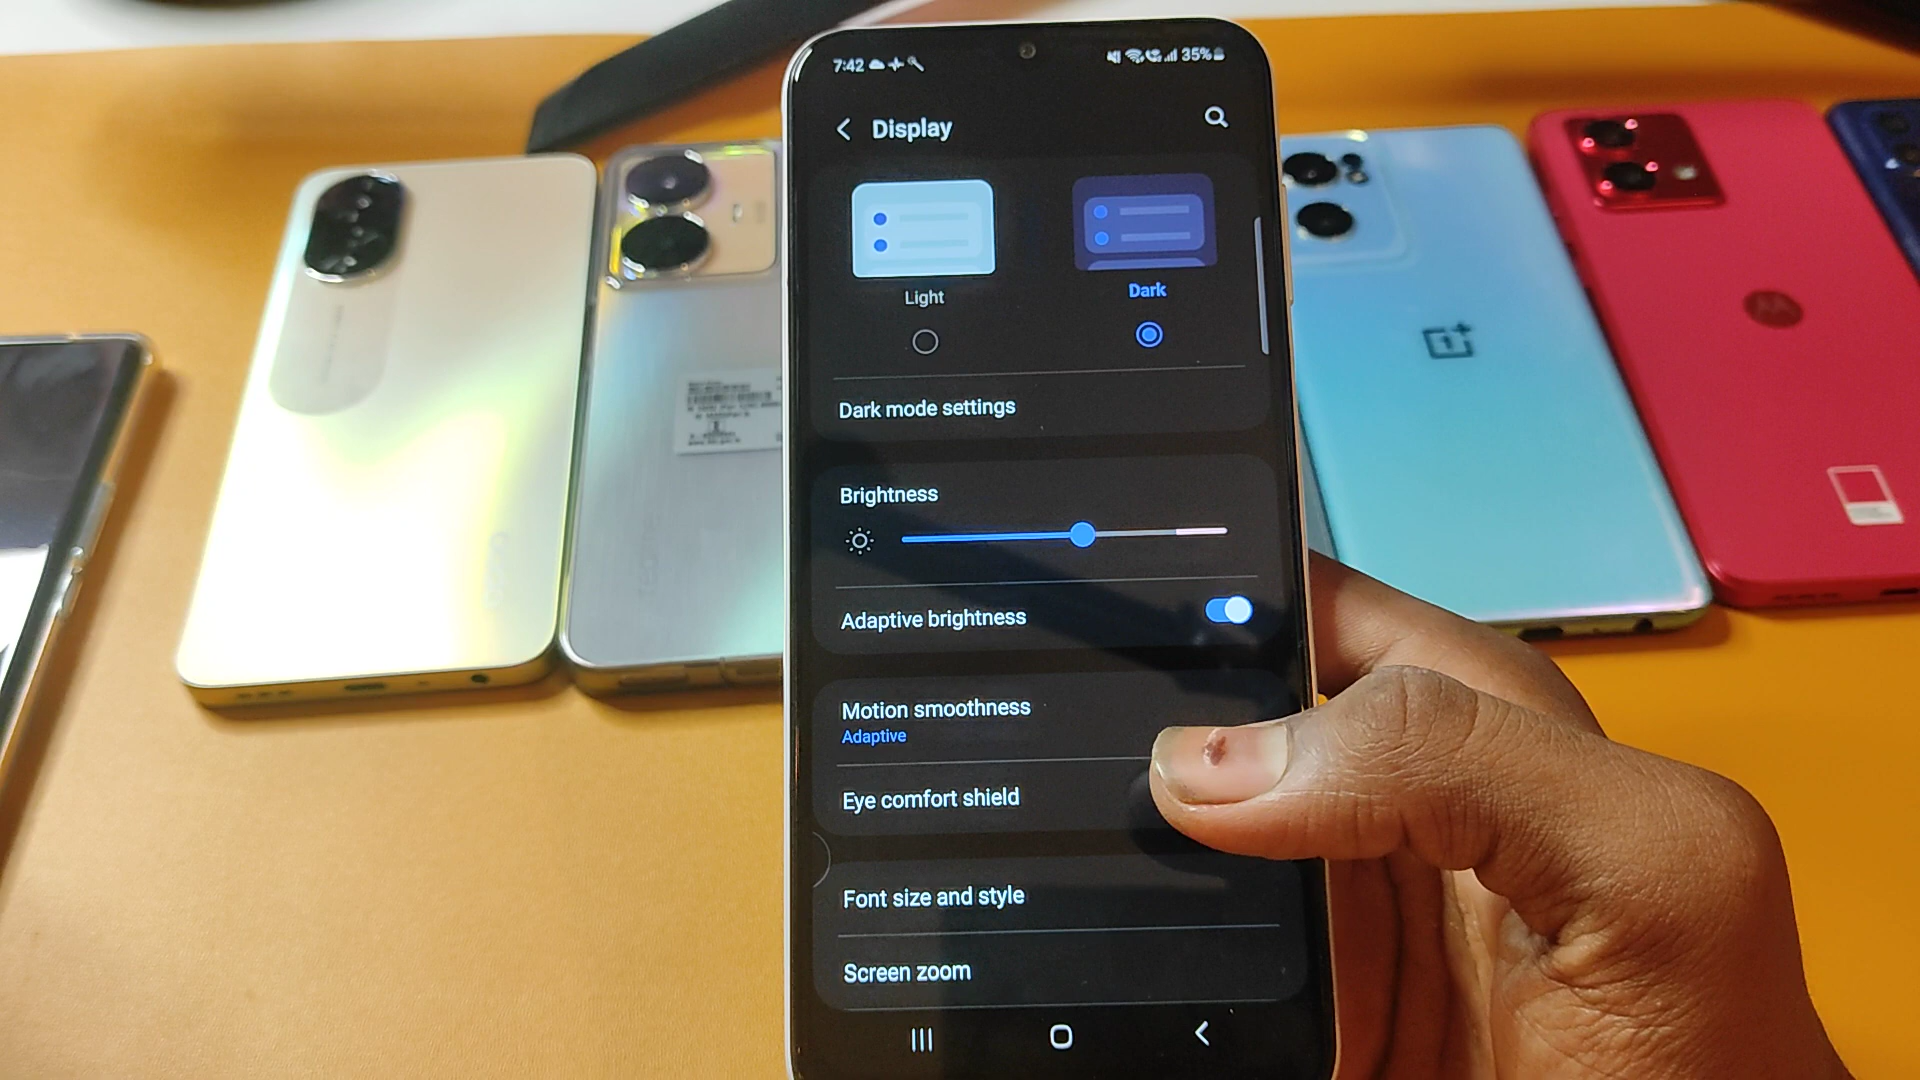 7:42
35%
Display
Light
Dark
Dark mode settings
Brightness
Adaptive brightness
Motion smoothness
Adaptive
Eye comfort shield
Font size and style
Screen zoom